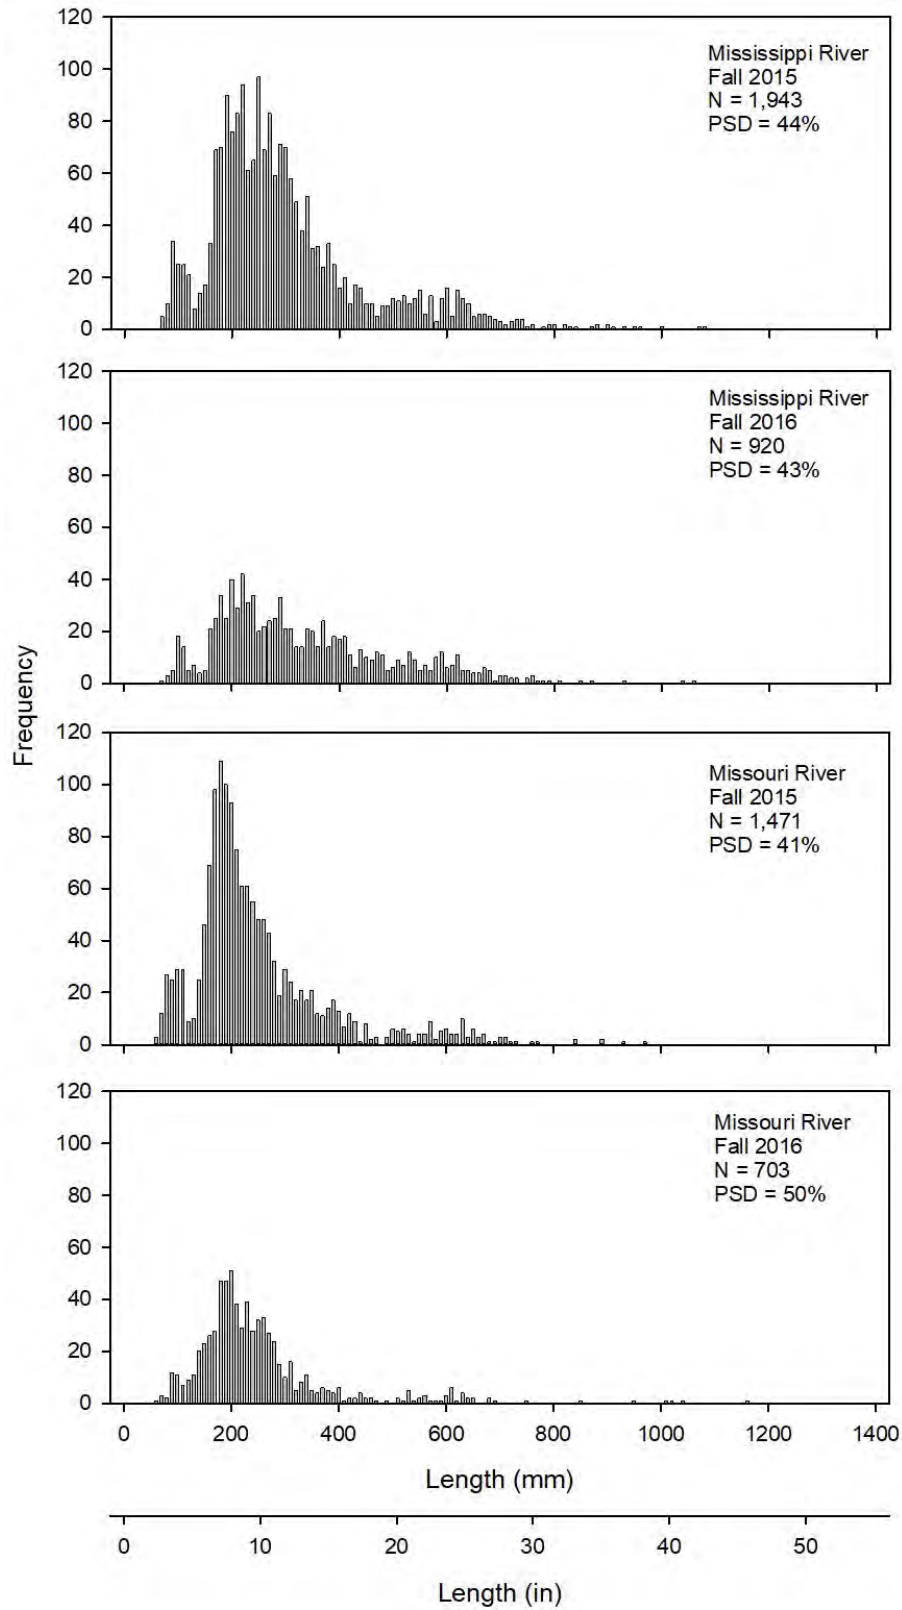 120
100
80
60
40
20
0
Mississippi River
Fall 2015
N = 1,943
PSD = 44%
120
100
80
60
40
20
0
Mississippi River
Fall 2016
N = 920
PSD = 43%
Frequency
120
100
80
60
40
20
0
Missouri River
Fall 2015
N = 1,471
PSD = 41%
120
100
80
60
40
20
0
Missouri River
Fall 2016
N = 703
PSD = 50%
0 200 400 600 800 1000 1200 1400
Length (mm)
0 10 20 30 40 50
Length (in)